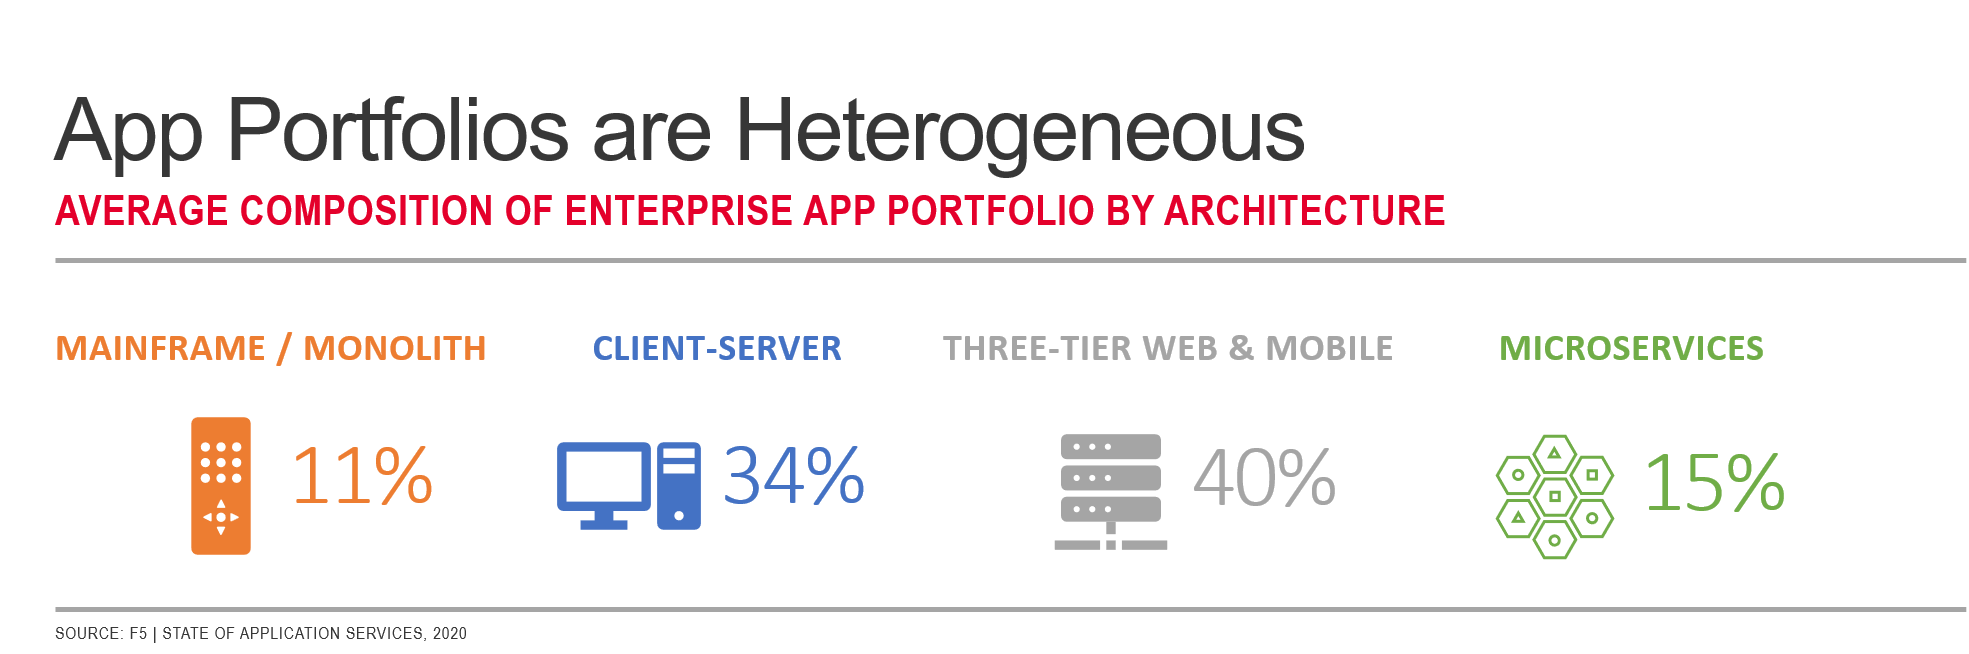 App Portfolios are Heterogeneous
AVERAGE COMPOSITION OF ENTERPRISE APP PORTFOLIO BY ARCHITECTURE
MAINFRAME / MONOLITH
11%
CLIENT-SERVER
34%
THREE-TIER WEB & MOBILE
40%
MICROSERVICES
15%
SOURCE: F5 | STATE OF APPLICATION SERVICES, 2020